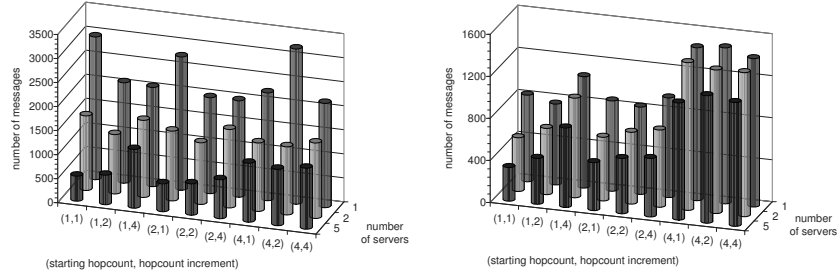 number of messages
3500
3000
2500
2000
1500
1000
500
0
(1,1) (1,2) (1,4) (2,1) (2,2) (2,4) (4,1) (4,2) (4,4)
1
2
5
number
of servers
(starting hopcount, hopcount increment)
number of messages
1600
1200
800
400
0
(1,1) (1,2) (1,4) (2,1) (2,2) (2,4) (4,1) (4,2) (4,4)
1
2
5
number
of servers
(starting hopcount, hopcount increment)